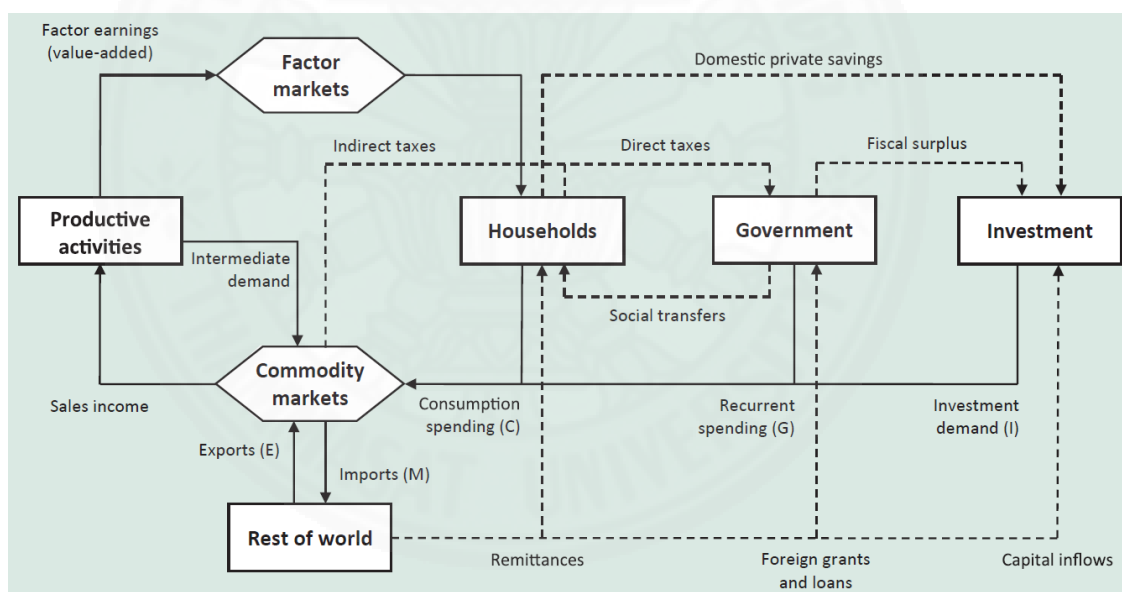 Factor earnings
(value-added)
Factor
markets
Domestic private savings
Indirect taxes
Direct taxes
Fiscal surplus
Productive
activities
Households
Government
Investment
Intermediate
demand
Social transfers
Commodity
markets
Sales income
Consumption
spending (C)
Recurrent
spending (G)
Investment
demand (I)
Exports (E)
Imports (M)
Rest of world
Remittances
Foreign grants
and loans
Capital inflows
UNIVERSITY